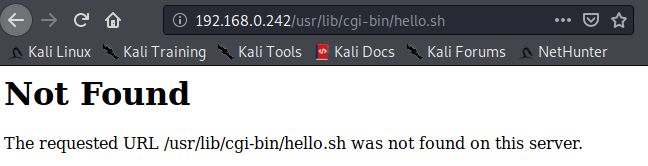 192.168.0.242/usr/lib/cgi-bin/hello.sh
Kali Linux Kali Training Kali Tools Kali Docs Kali Forums NetHunter
Not Found
The requested URL /usr/lib/cgi-bin/hello.sh was not found on this server.